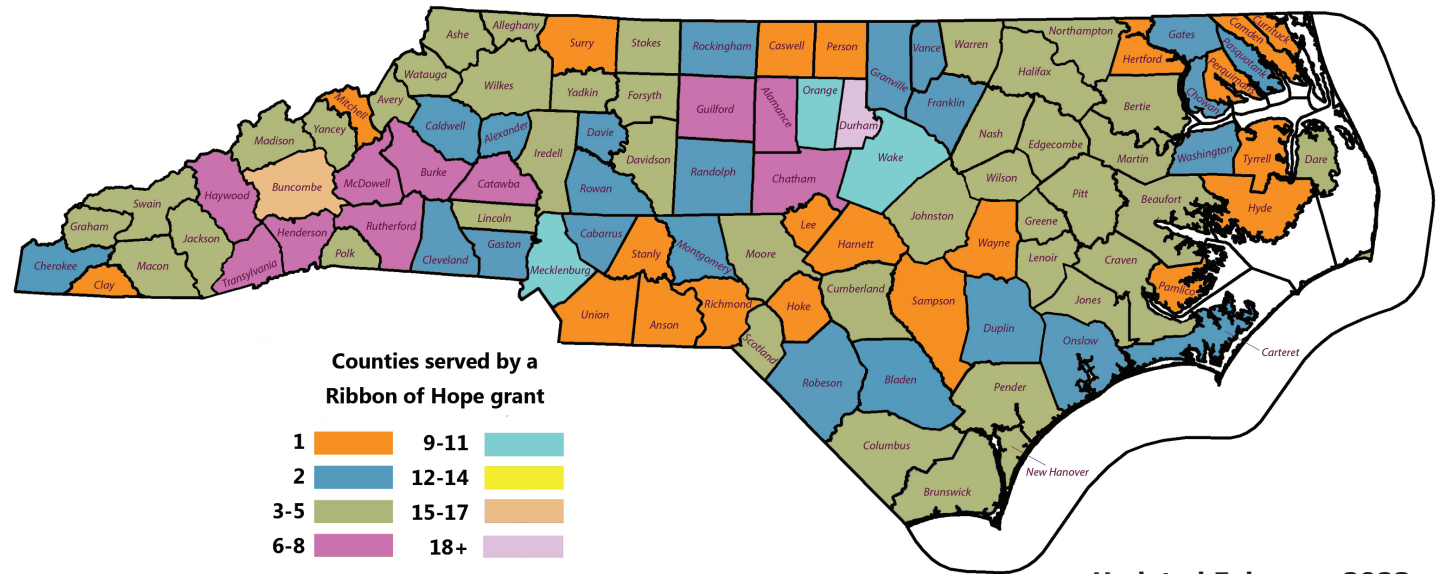 Ashe
Alleghany
Surry
Stokes
Rockingham
Caswell
Person
Granville
Vance
Warren
Northampton
Gates
Camden
Currituck
Pasquotank
Perquimans
Chowan
Hertford
Halifax
Bertie
Watauga
Wilkes
Yadkin
Forsyth
Guilford
Alamance
Orange
Durham
Franklin
Nash
Edgecombe
Martin
Washington
Tyrrell
Dare
Mitchell
Avery
Caldwell
Alexander
Iredell
Davie
Davidson
Randolph
Chatham
Wake
Wilson
Pitt
Beaufort
Hyde
Madison
Yancey
Buncombe
McDowell
Burke
Catawba
Rowan
Johnston
Greene
Haywood
Swain
Graham
Jackson
Henderson
Rutherford
Polk
Transylvania
Cleveland
Lincoln
Gaston
Mecklenburg
Cabarrus
Stanly
Montgomery
Moore
Lee
Harnett
Wayne
Lenoir
Craven
Pamlico
Cherokee
Clay
Macon
Union
Anson
Richmond
Scotland
Hoke
Cumberland
Sampson
Duplin
Jones
Onslow
Carteret
Robeson
Bladen
Pender
Columbus
Brunswick
New Hanover
Counties served by a
Ribbon of Hope grant
1
9-11
2
12-14
3-5
15-17
6-8
18+